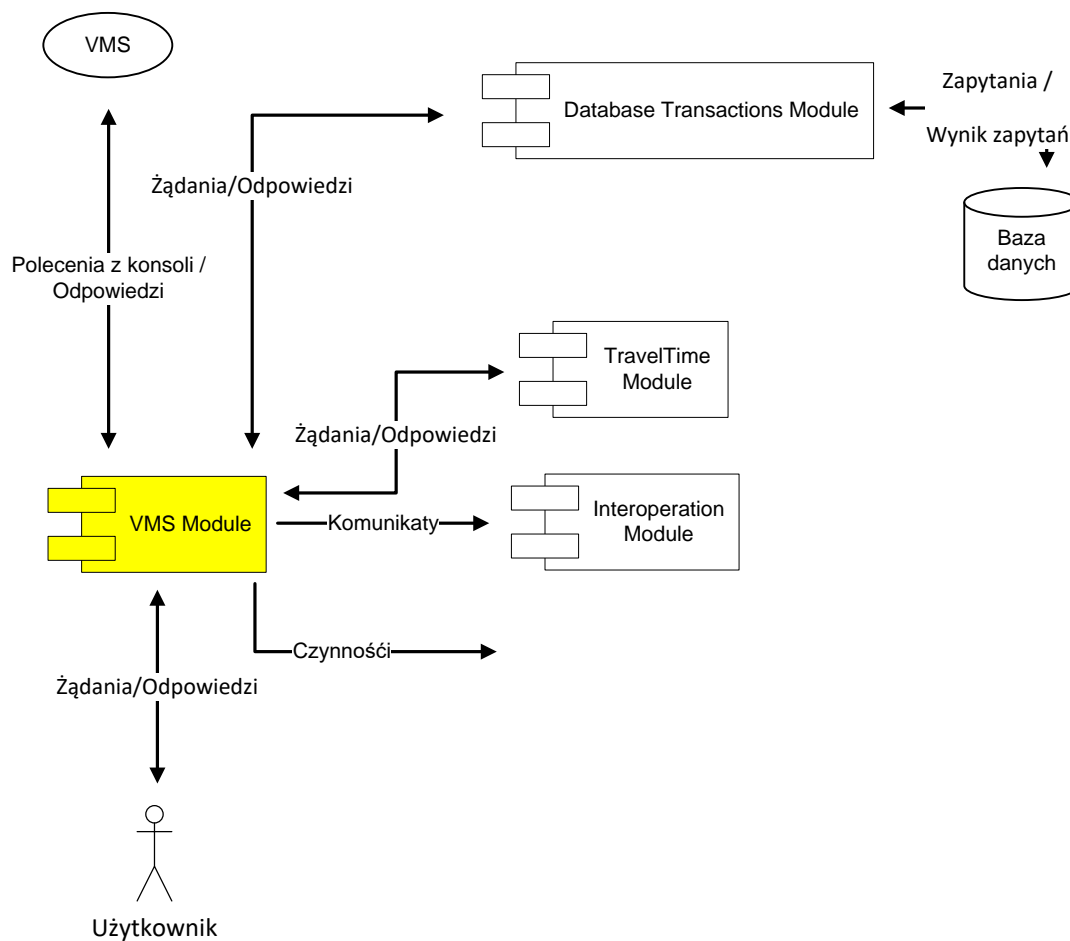 VMS
Database Transactions Module
Zapytania /
Wynik zapytań
Żądania/Odpowiedzi
Baza
danych
Polecenia z konsoli /
Odpowiedzi
TravelTime
Module
Żądania/Odpowiedzi
VMS Module
Komunikaty
Interoperation
Module
Czynnośći
Żądania/Odpowiedzi
Użytkownik